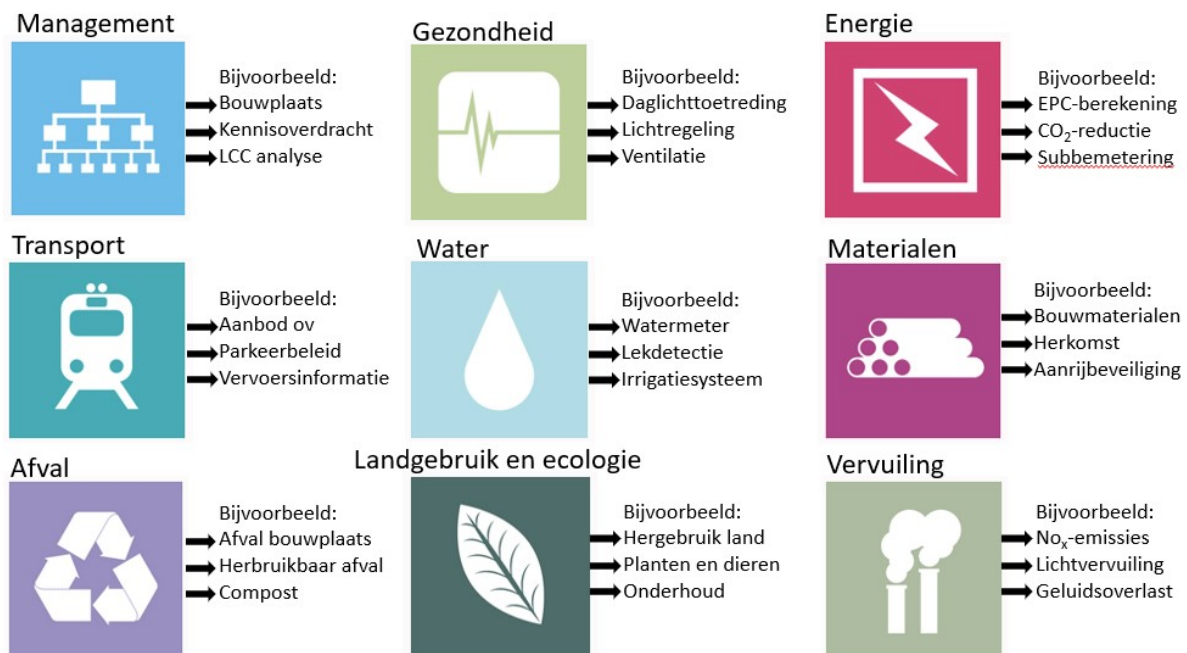 Management
Bijvoorbeeld:
Bouwplaats
Kennisoverdracht
LCC analyse
Gezondheid
Bijvoorbeeld:
Daglichttoetreding
Lichtregeling
Ventilatie
Energie
Bijvoorbeeld:
EPC-berekening
CO₂-reductie
Subbemetering
Transport
Bijvoorbeeld:
Aanbod ov
Parkeerbeleid
Vervoersinformatie
Water
Bijvoorbeeld:
Watermeter
Lekdetectie
Irrigatiesysteem
Materialen
Bijvoorbeeld:
Bouwmaterialen
Herkomst
Aanrijbeveiliging
Afval
Bijvoorbeeld:
Afval bouwplaats
Herbruikbaar afval
Compost
Landgebruik en ecologie
Bijvoorbeeld:
Hergebruik land
Planten en dieren
Onderhoud
Vervuiling
Bijvoorbeeld:
Noₓ-emissies
Lichtvervuiling
Geluidsoverlast